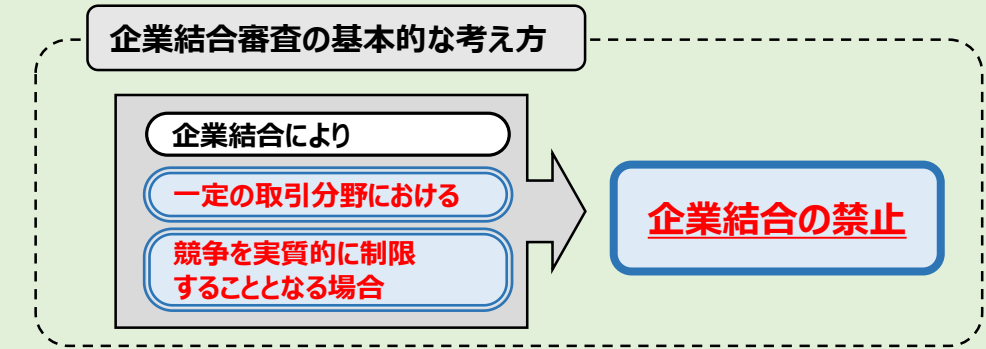 企業結合審査の基本的な考え方
企業結合により
一定の取引分野における
競争を実質的に制限
することとなる場合
企業結合の禁止